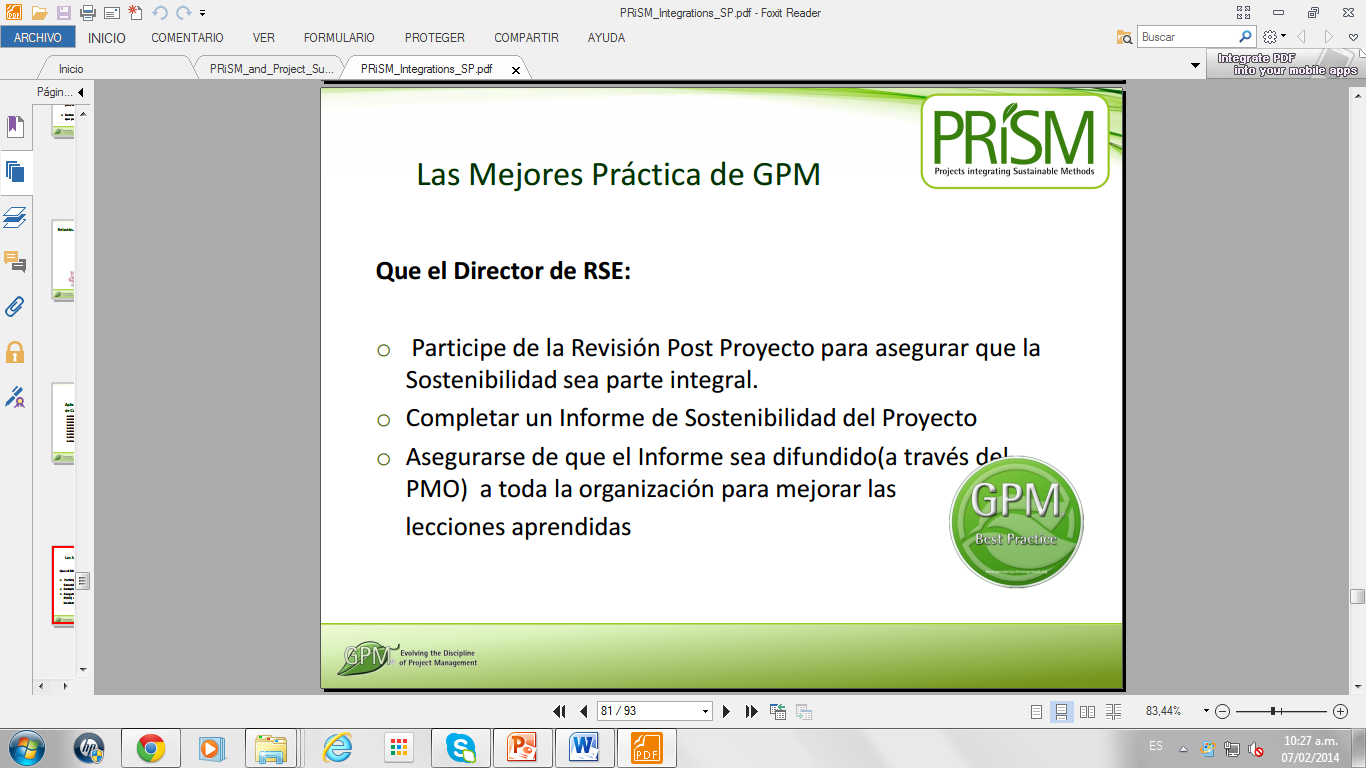 PRiSM_Integrations_SP.pdf - Foxit Reader
ARCHIVO INICIO COMENTARIO VER FORMULARIO PROTEGER COMPARTIR AYUDA
Buscar
Inicio PRiSM_and_Project_Su... PRiSM_Integrations_SP.pdf
Integrate PDF
into your mobile apps
Págin...
PRiSM
Projects integrating Sustainable Methods
Las Mejores Práctica de GPM
Que el Director de RSE:
o Participe de la Revisión Post Proyecto para asegurar que la
Sostenibilidad sea parte integral.
o Completar un Informe de Sostenibilidad del Proyecto
o Asegurarse de que el Informe sea difundido(a través del
PMO) a toda la organización para mejorar las
lecciones aprendidas
GPM
Best Practice
GPM
Evolving the Discipline
of Project Management
81 / 93
83,44%
ES
10:27 a.m.
07/02/2014